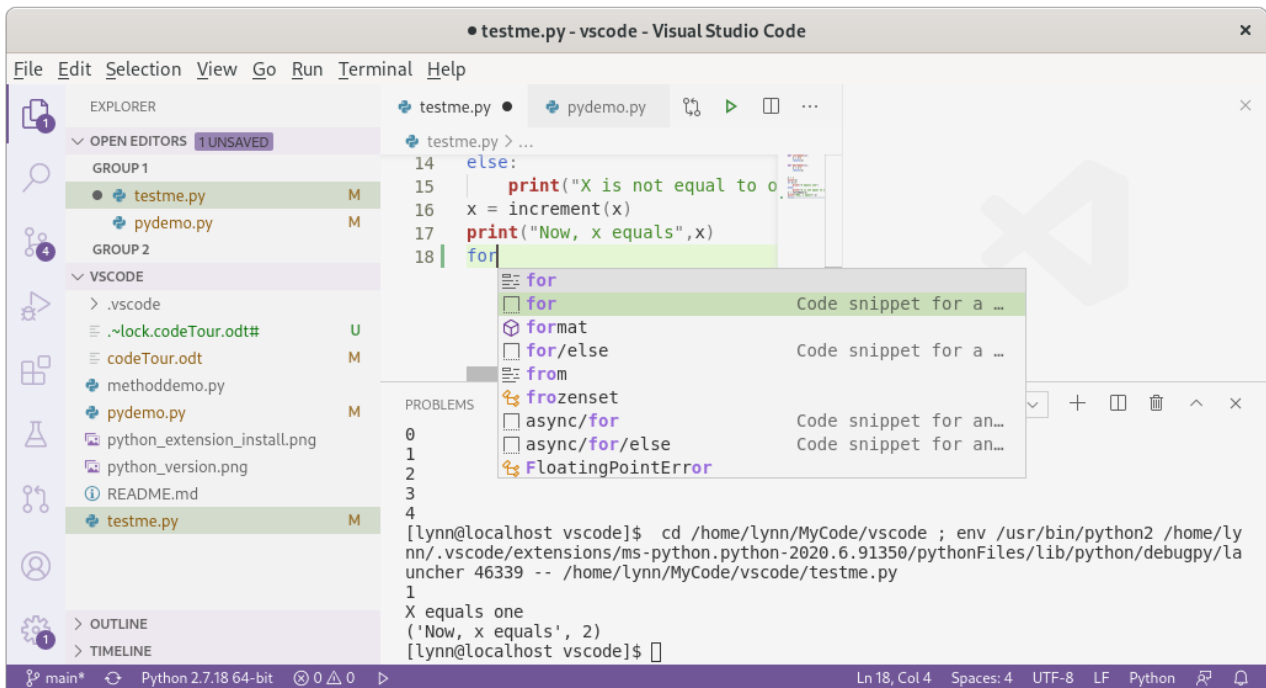 testme.py - vscode - Visual Studio Code
File Edit Selection View Go Run Terminal Help
EXPLORER
OPEN EDITORS 1 UNSAVED
GROUP 1
testme.py M
pydemo.py M
GROUP 2
VSCODE
.vscode
.~lock.codeTour.odt# U
codeTour.odt M
methoddemo.py
pydemo.py M
python_extension_install.png
python_version.png
README.md
testme.py M
OUTLINE
TIMELINE
1
4
1
testme.py pydemo.py ...
testme.py > ...
14 else:
15 print("X is not equal to o
16 x = increment(x)
17 print("Now, x equals",x)
18 for
for
for Code snippet for a …
format
for/else Code snippet for a …
from
frozenset
async/for Code snippet for an…
async/for/else Code snippet for an…
FloatingPointError
PROBLEMS
0
1
2
3
4
[lynn@localhost vscode]$  cd /home/lynn/MyCode/vscode ; env /usr/bin/python2 /home/ly
nn/.vscode/extensions/ms-python.python-2020.6.91350/pythonFiles/lib/python/debugpy/la
uncher 46339 -- /home/lynn/MyCode/vscode/testme.py
1
X equals one
('Now, x equals', 2)
[lynn@localhost vscode]$
main* Python 2.7.18 64-bit 0 0 Ln 18, Col 4 Spaces: 4 UTF-8 LF Python